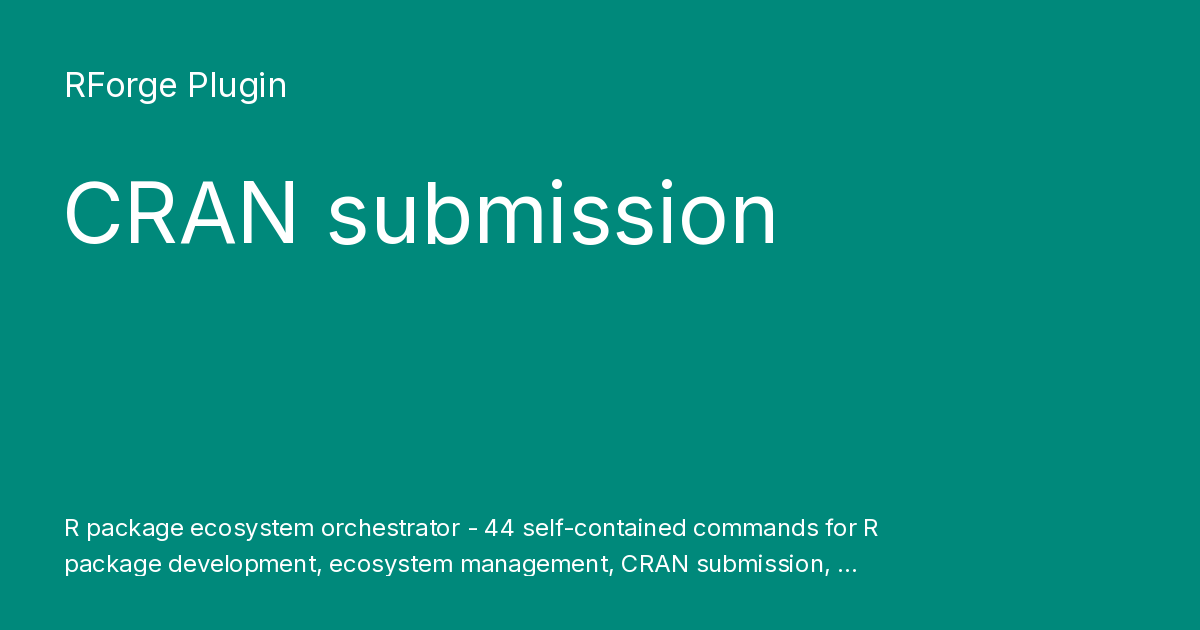 RForge Plugin
CRAN submission
R package ecosystem orchestrator - 44 self-contained commands for R
package development, ecosystem management, CRAN submission, ...